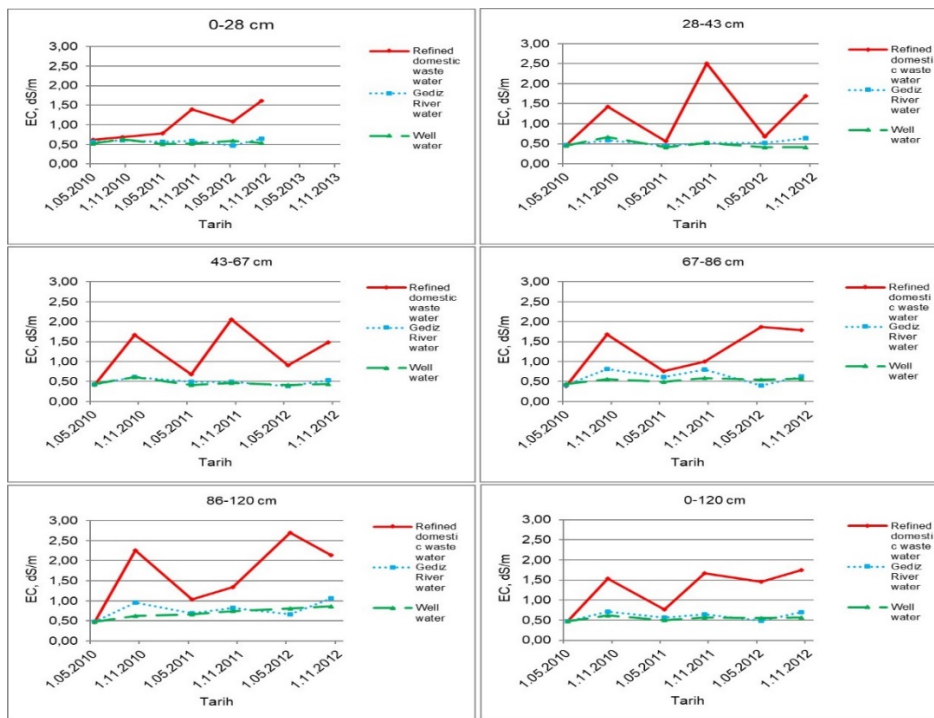 0-28 cm
EC, dS/m
3,00
2,50
2,00
1,50
1,00
0,50
0,00
1.05.2010
1.11.2010
1.05.2011
1.11.2011
1.05.2012
1.11.2012
1.05.2013
1.11.2013
Tarih
Refined
domestic
waste
water
Gediz
River
water
Well
water
28-43 cm
EC, dS/m
3,00
2,50
2,00
1,50
1,00
0,50
0,00
1.05.2010
1.11.2010
1.05.2011
1.11.2011
1.05.2012
1.11.2012
Tarih
Refined
domesti
c waste
water
Gediz
River
water
Well
water
43-67 cm
EC, dS/m
3,00
2,50
2,00
1,50
1,00
0,50
0,00
1.05.2010
1.11.2010
1.05.2011
1.11.2011
1.05.2012
1.11.2012
Tarih
Refined
domestic
waste
water
Gediz
River
water
Well
water
67-86 cm
EC, dS/m
3,00
2,50
2,00
1,50
1,00
0,50
0,00
1.05.2010
1.11.2010
1.05.2011
1.11.2011
1.05.2012
1.11.2012
Tarih
Refined
domesti
c waste
water
Gediz
River
water
Well
water
86-120 cm
EC, dS/m
3,00
2,50
2,00
1,50
1,00
0,50
0,00
1.05.2010
1.11.2010
1.05.2011
1.11.2011
1.05.2012
1.11.2012
Tarih
Refined
domesti
c waste
water
Gediz
River
water
Well
water
0-120 cm
EC, dS/m
3,00
2,50
2,00
1,50
1,00
0,50
0,00
1.05.2010
1.11.2010
1.05.2011
1.11.2011
1.05.2012
1.11.2012
Tarih
Refined
domesti
c waste
water
Gediz
River
water
Well
water